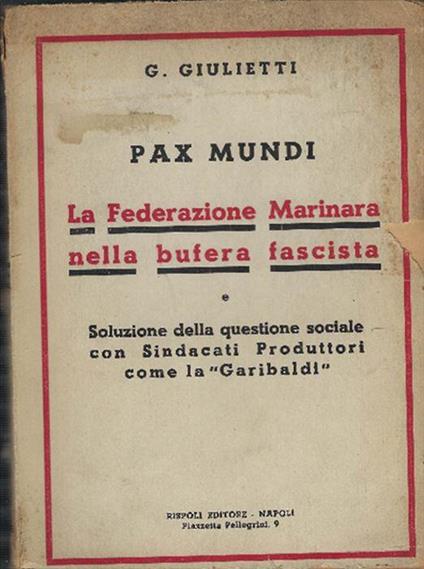 G. GIULIETTI
PAX MUNDI
La Federazione Marinara
nella bufera fascista
e
Soluzione della questione sociale
con Sindacati Produttori
come la "Garibaldi"
RISPOLI EDITORE - NAPOLI
Piazzetta Pellegrini, 9